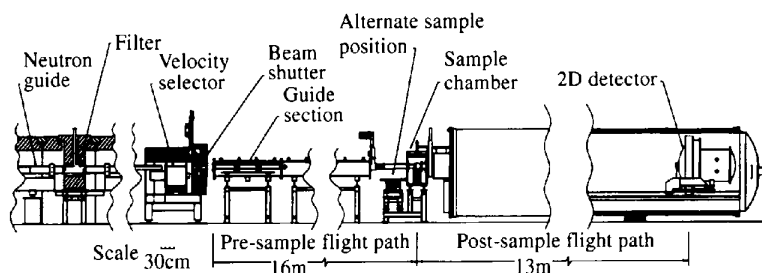 Neutron
guide
Filter
Velocity
selector
Beam
shutter
Guide
section
Alternate sample
position
Sample
chamber
2D detector
Scale
30cm
Pre-sample flight path
16m
Post-sample flight path
13m